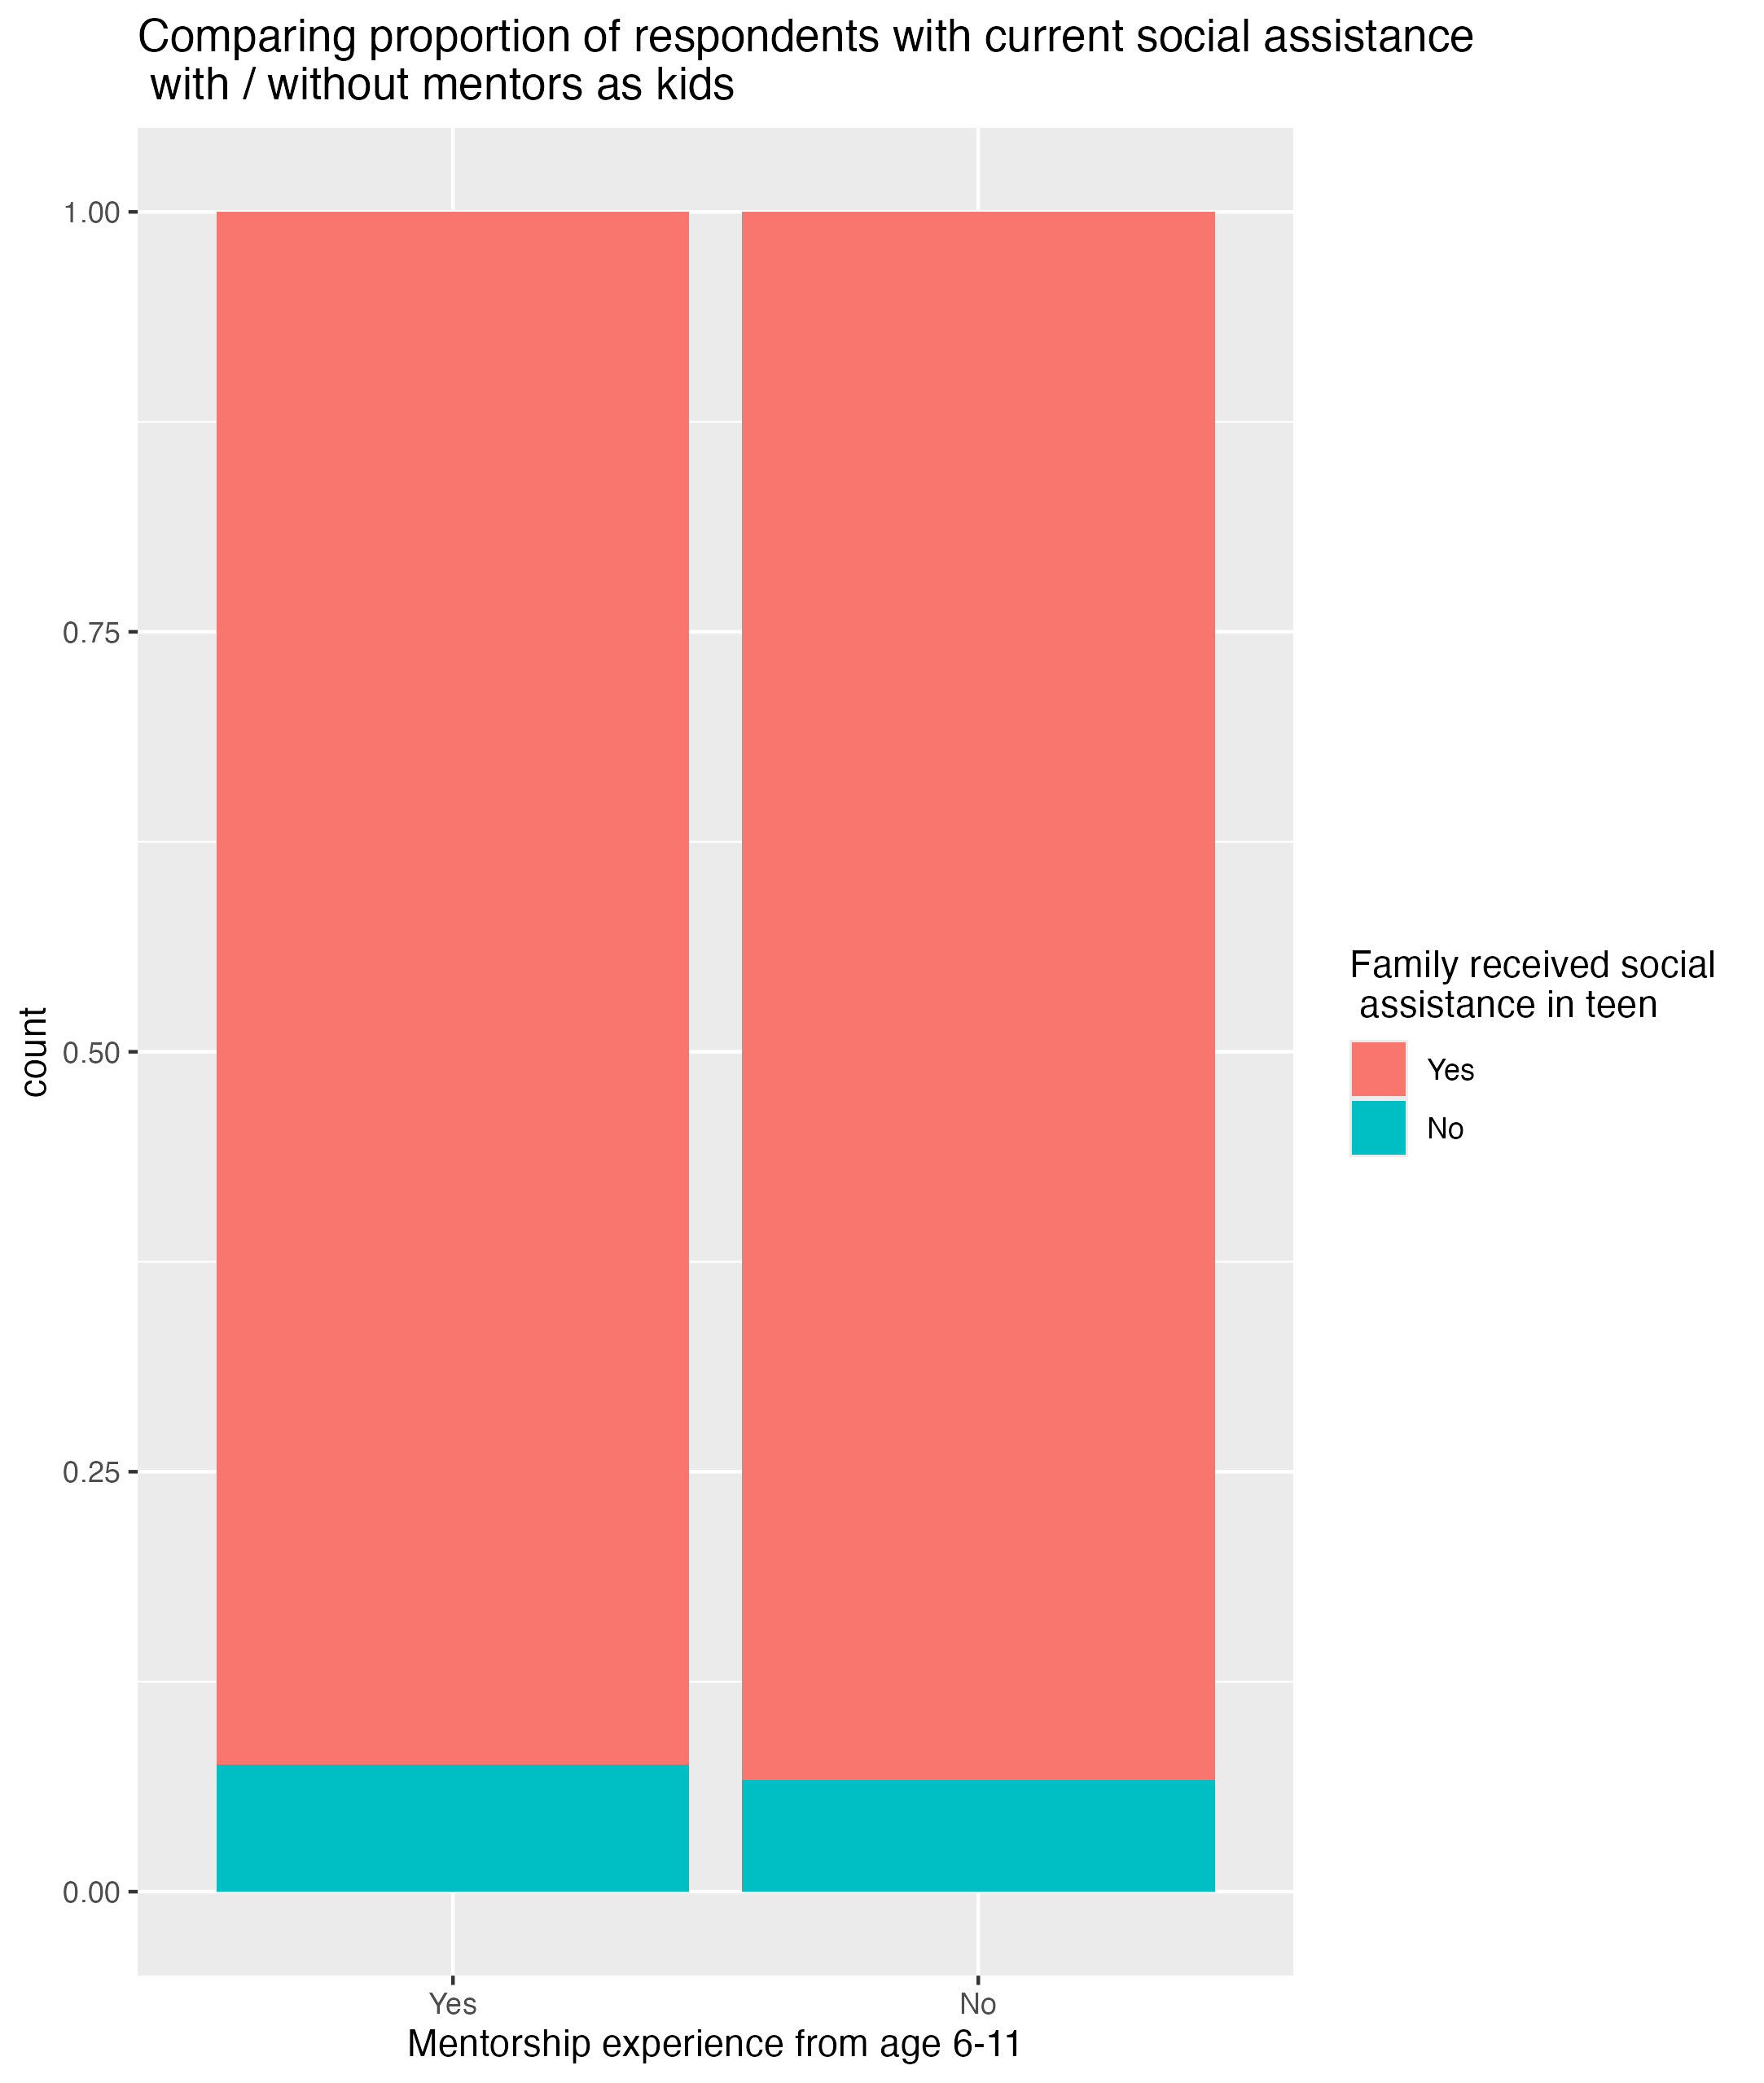 Comparing proportion of respondents with current social assistance
with / without mentors as kids
1.00
0.75
0.50
0.25
0.00
count
Yes
No
Mentorship experience from age 6-11
Family received social
assistance in teen
Yes
No